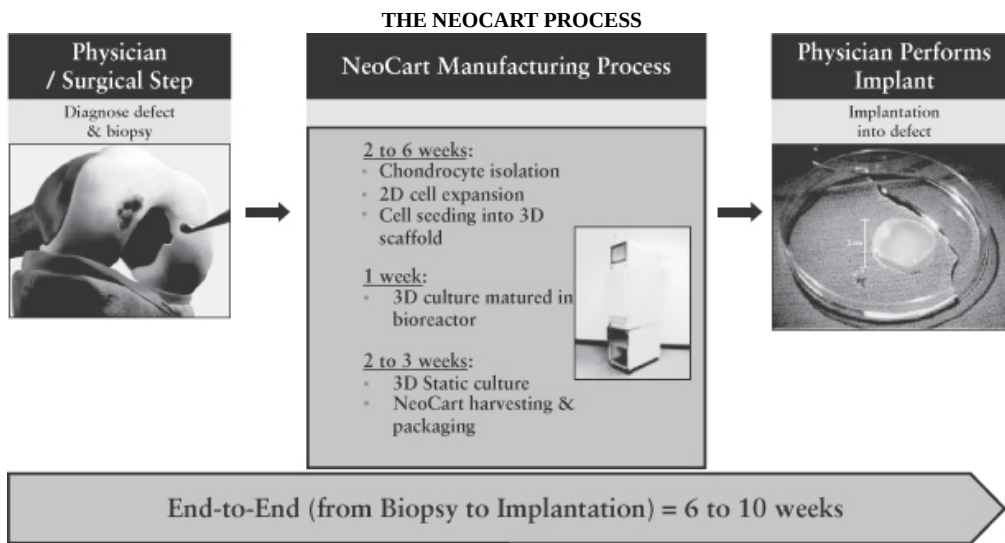 THE NEOCART PROCESS
Physician
/ Surgical Step
Diagnose defect
& biopsy
NeoCart Manufacturing Process
2 to 6 weeks:
• Chondrocyte isolation
• 2D cell expansion
• Cell seeding into 3D
scaffold
1 week:
• 3D culture matured in
bioreactor
2 to 3 weeks:
• 3D Static culture
• NeoCart harvesting &
packaging
Physician Performs
Implant
Implantation
into defect
End-to-End (from Biopsy to Implantation) = 6 to 10 weeks